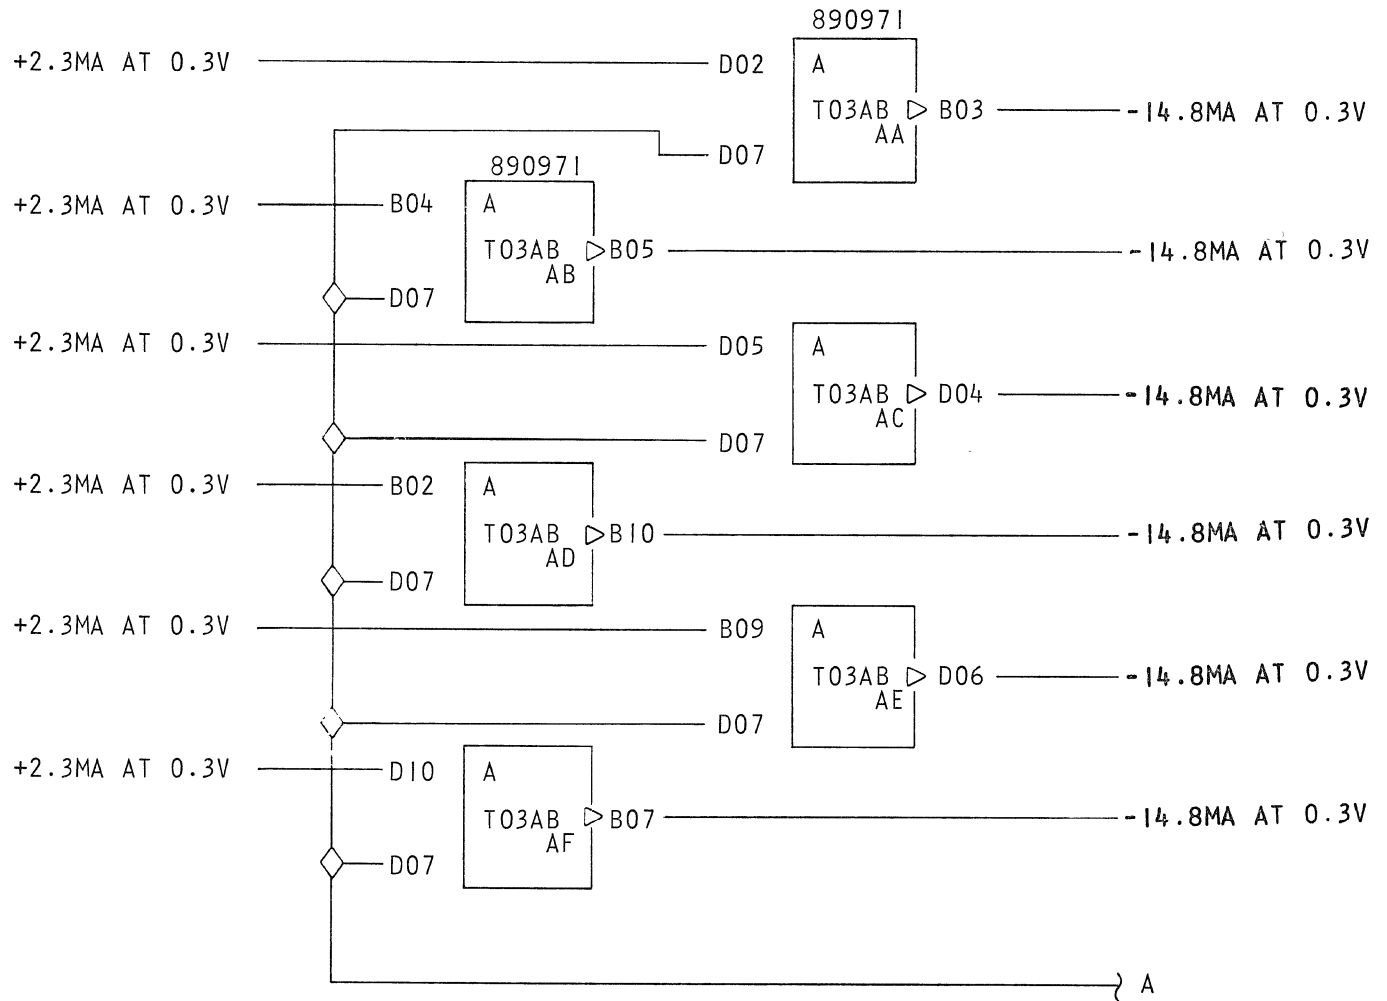 8909711
+2.3MA AT 0.3V D02 A
T03AB B03 -14.8MA AT 0.3V
AA
D07
8909711
+2.3MA AT 0.3V B04 A
T03AB B05 -14.8MA AT 0.3V
AB
D07
+2.3MA AT 0.3V D05 A
T03AB D04 -14.8MA AT 0.3V
AC
D07
+2.3MA AT 0.3V B02 A
T03AB B10 -14.8MA AT 0.3V
AD
D07
+2.3MA AT 0.3V B09 A
T03AB D06 -14.8MA AT 0.3V
AE
D07
+2.3MA AT 0.3V D10 A
T03AB B07 -14.8MA AT 0.3V
AF
D07
A